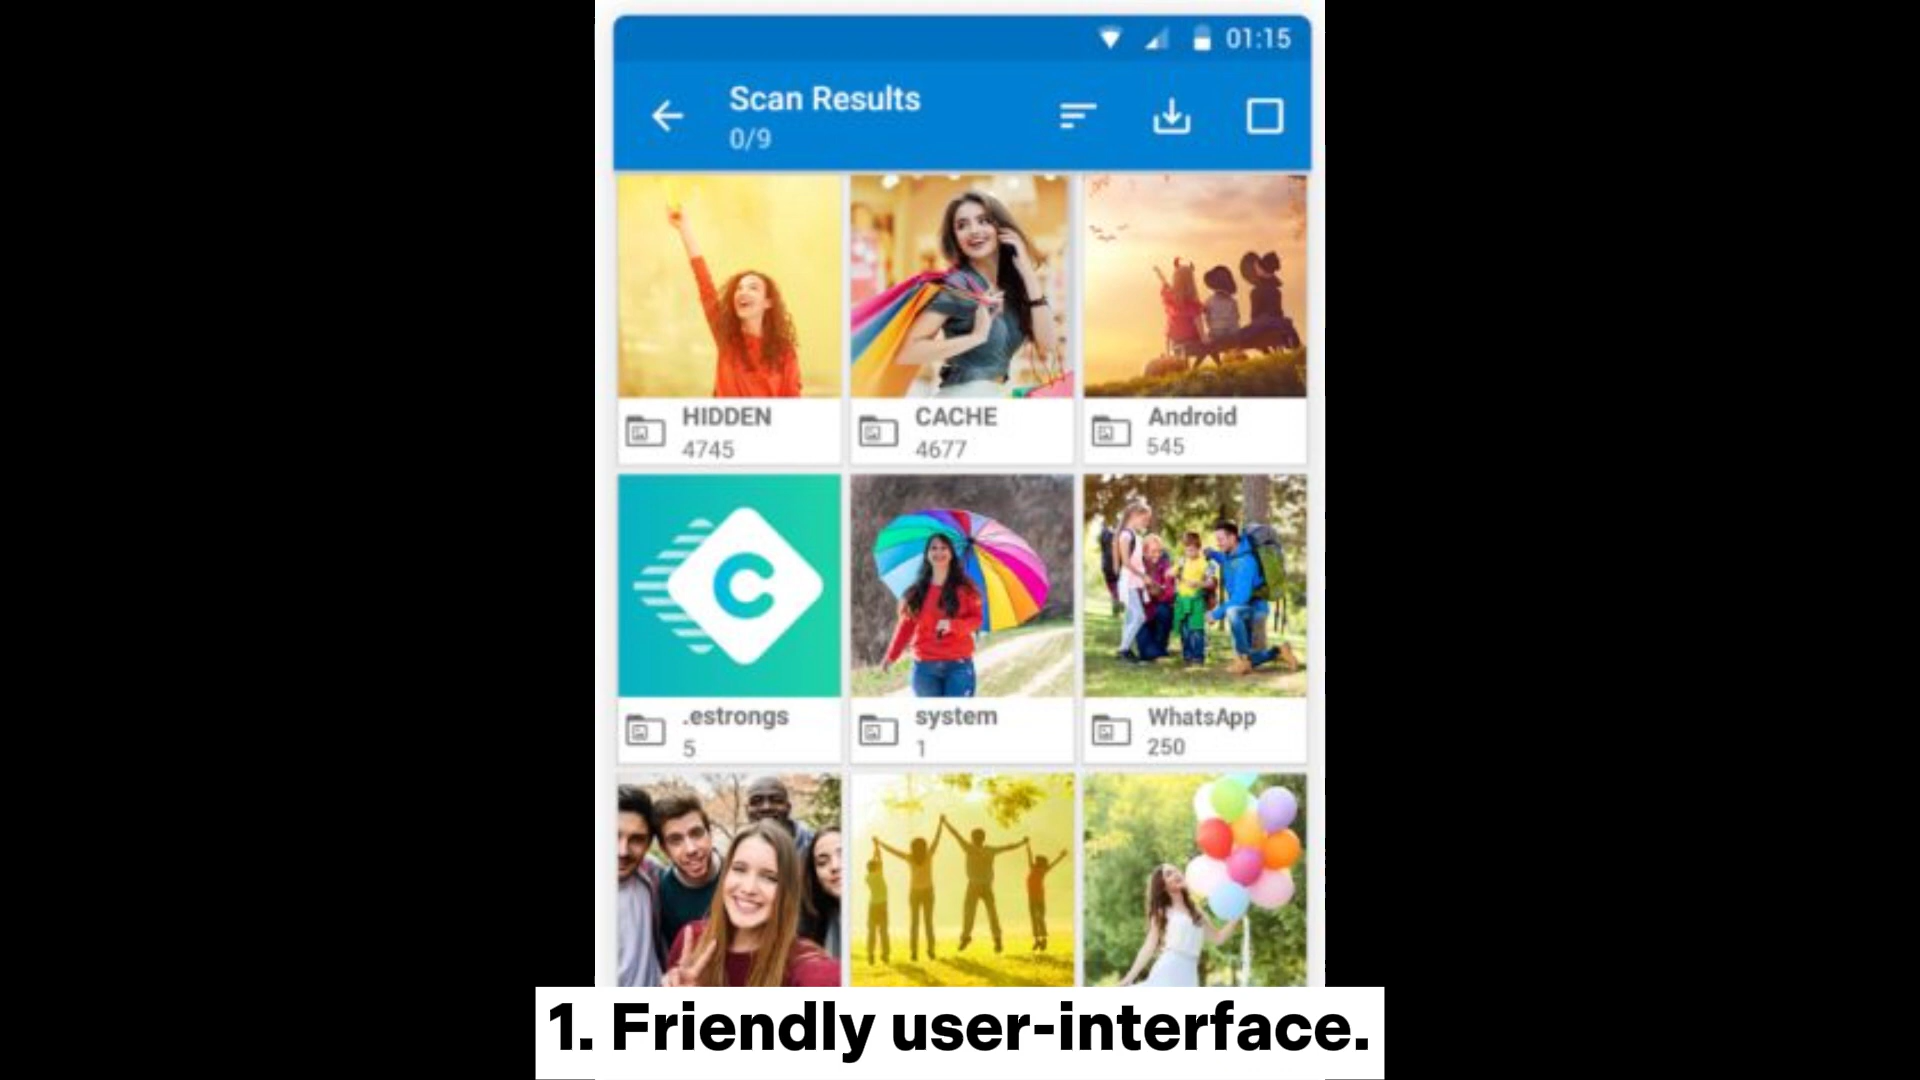 01:15
Scan Results
0/9
HIDDEN
4745
CACHE
4677
Android
545
C
.estrongs
5
system
1
WhatsApp
250
1. Friendly user-interface.